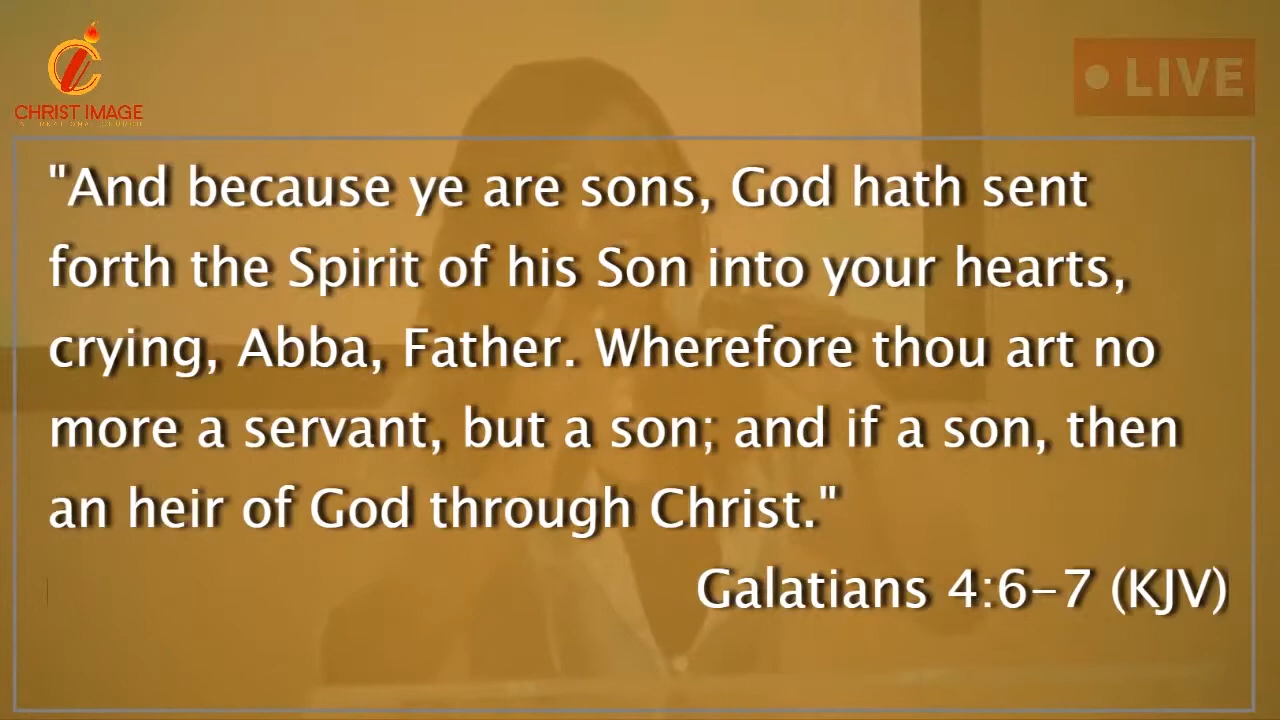 CHRIST IMAGE
LIVE
"And because ye are sons, God hath sent
forth the Spirit of his Son into your hearts,
crying, Abba, Father. Wherefore thou art no
more a servant, but a son; and if a son, then
an heir of God through Christ."
Galatians 4:6-7 (KJV)